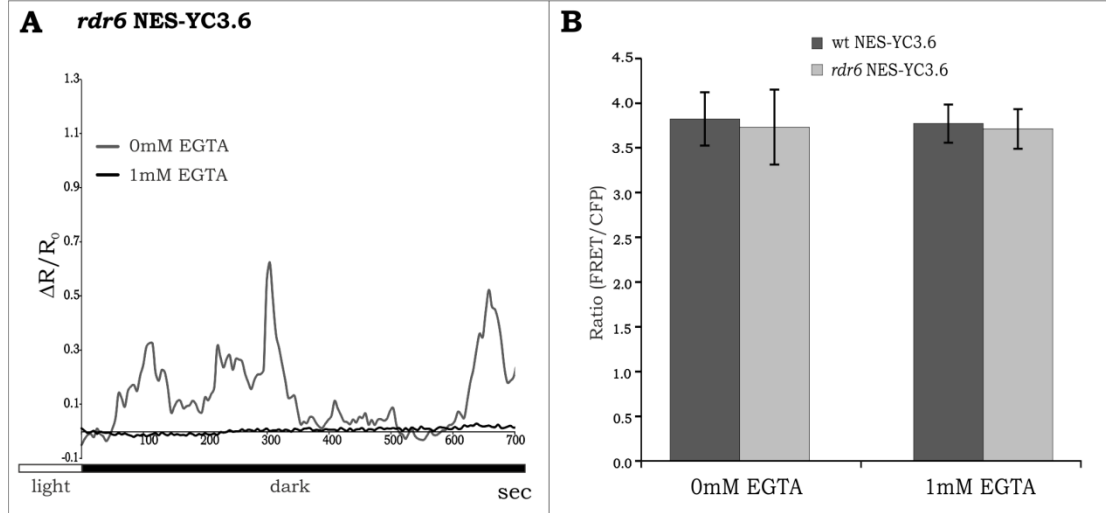 A rdr6 NES-YC3.6
1.3
1.1
0.9
0.7
0.5
0.3
0.1
-0.1
ΔR/R0
0mM EGTA
1mM EGTA
100 200 300 400 500 600 700
light dark sec
B
wt NES-YC3.6
rdr6 NES-YC3.6
4.5
4.0
3.5
3.0
2.5
2.0
1.5
1.0
0.5
0.0
Ratio (FRET/CFP)
0mM EGTA 1mM EGTA